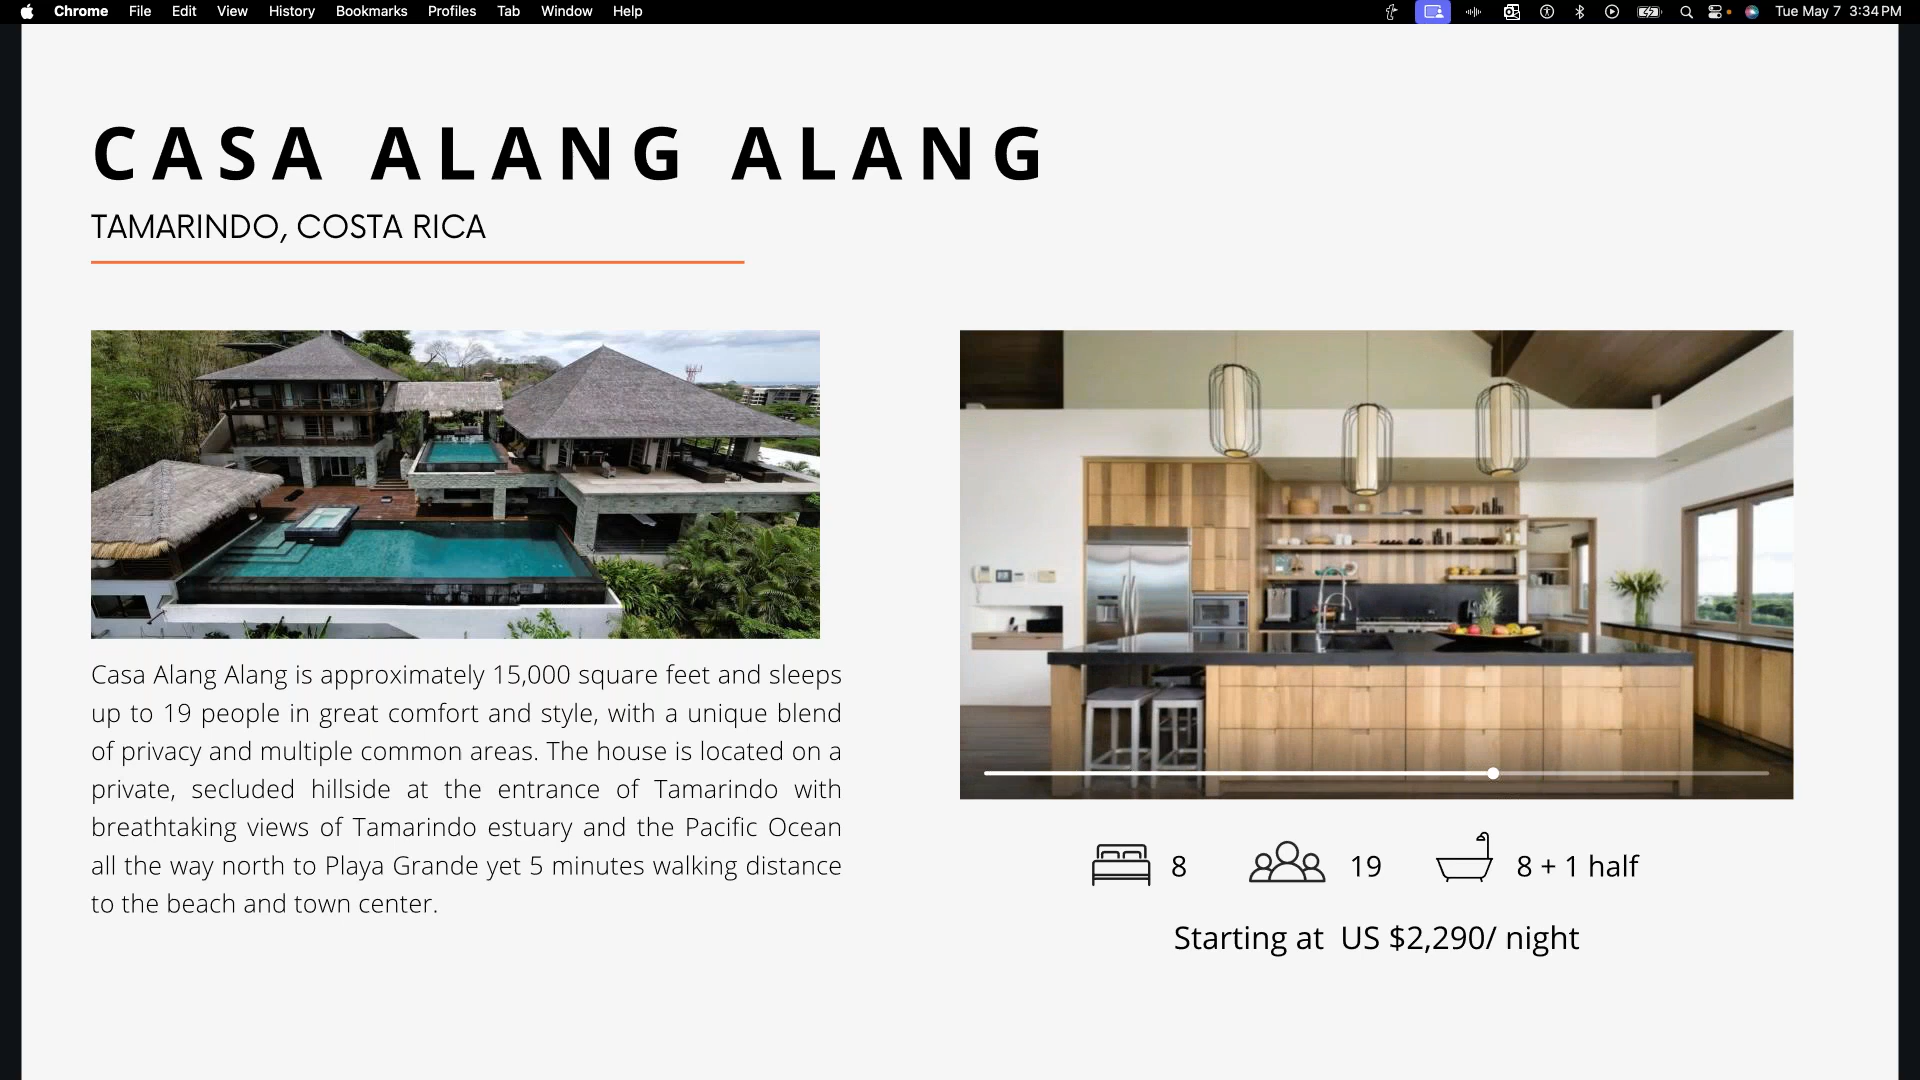 Chrome File Edit View History Bookmarks Profiles Tab Window Help Tue May 7 3:34 PM
CASA ALANG ALANG
TAMARINDO, COSTA RICA
Casa Alang Alang is approximately 15,000 square feet and sleeps
up to 19 people in great comfort and style, with a unique blend
of privacy and multiple common areas. The house is located on a
private, secluded hillside at the entrance of Tamarindo with
breathtaking views of Tamarindo estuary and the Pacific Ocean
all the way north to Playa Grande yet 5 minutes walking distance
to the beach and town center.
8 19 8 + 1 half
Starting at US $2,290/ night